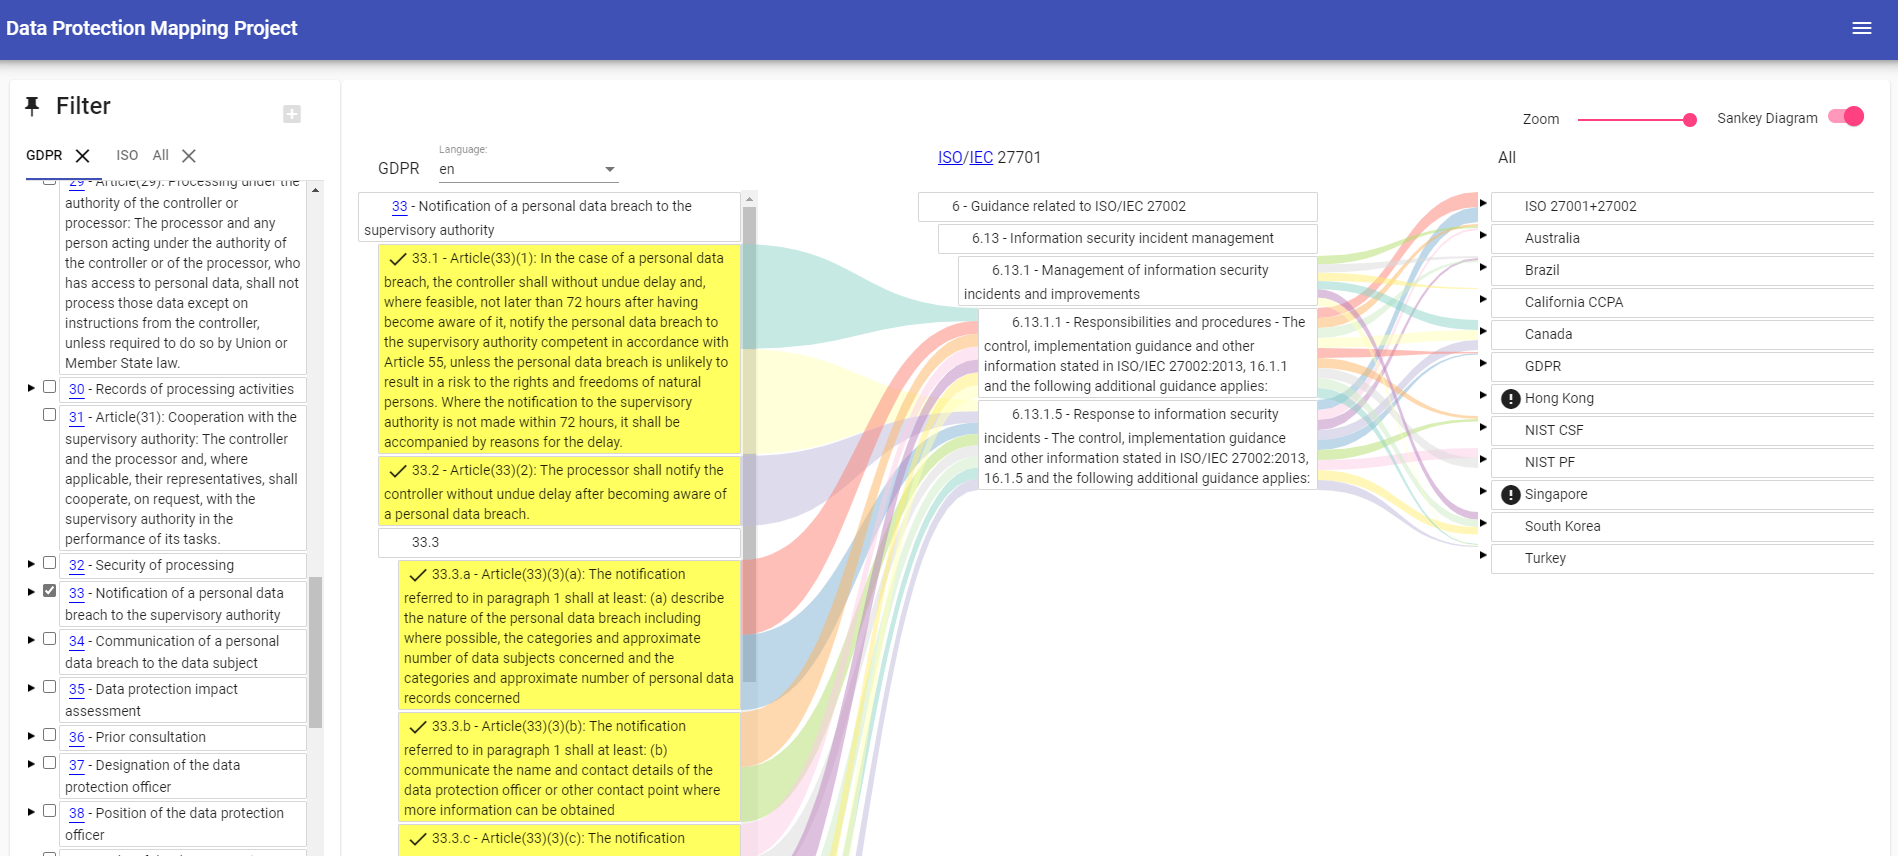 Data Protection Mapping Project
Filter
GDPR
ISO
All
29 - Article(29): Processing under the
authority of the controller or
processor: The processor and any
person acting under the authority of
the controller or of the processor, who
has access to personal data, shall not
process those data except on
instructions from the controller,
unless required to do so by Union or
Member State law.
30 - Records of processing activities
31 - Article(31): Cooperation with the
supervisory authority: The controller
and the processor and, where
applicable, their representatives, shall
cooperate, on request, with the
supervisory authority in the
performance of its tasks.
32 - Security of processing
33 - Notification of a personal data
breach to the supervisory authority
34 - Communication of a personal
data breach to the data subject
35 - Data protection impact
assessment
36 - Prior consultation
37 - Designation of the data
protection officer
38 - Position of the data protection
officer
Zoom
Sankey Diagram
GDPR
Language:
en
33 - Notification of a personal data breach to the
supervisory authority
33.1 - Article(33)(1): In the case of a personal data
breach, the controller shall without undue delay and,
where feasible, not later than 72 hours after having
become aware of it, notify the personal data breach to
the supervisory authority competent in accordance with
Article 55, unless the personal data breach is unlikely to
result in a risk to the rights and freedoms of natural
persons. Where the notification to the supervisory
authority is not made within 72 hours, it shall be
accompanied by reasons for the delay.
33.2 - Article(33)(2): The processor shall notify the
controller without undue delay after becoming aware of
a personal data breach.
33.3
33.3.a - Article(33)(3)(a): The notification
referred to in paragraph 1 shall at least: (a) describe
the nature of the personal data breach including
where possible, the categories and approximate
number of data subjects concerned and the
categories and approximate number of personal data
records concerned
33.3.b - Article(33)(3)(b): The notification
referred to in paragraph 1 shall at least: (b)
communicate the name and contact details of the
data protection officer or other contact point where
more information can be obtained
33.3.c - Article(33)(3)(c): The notification
ISO/IEC 27701
6 - Guidance related to ISO/IEC 27002
6.13 - Information security incident management
6.13.1 - Management of information security
incidents and improvements
6.13.1.1 - Responsibilities and procedures - The
control, implementation guidance and other
information stated in ISO/IEC 27002:2013, 16.1.1
and the following additional guidance applies:
6.13.1.5 - Response to information security
incidents - The control, implementation guidance
and other information stated in ISO/IEC 27002:2013,
16.1.5 and the following additional guidance applies:
All
ISO 27001+27002
Australia
Brazil
California CCPA
Canada
GDPR
Hong Kong
NIST CSF
NIST PF
Singapore
South Korea
Turkey